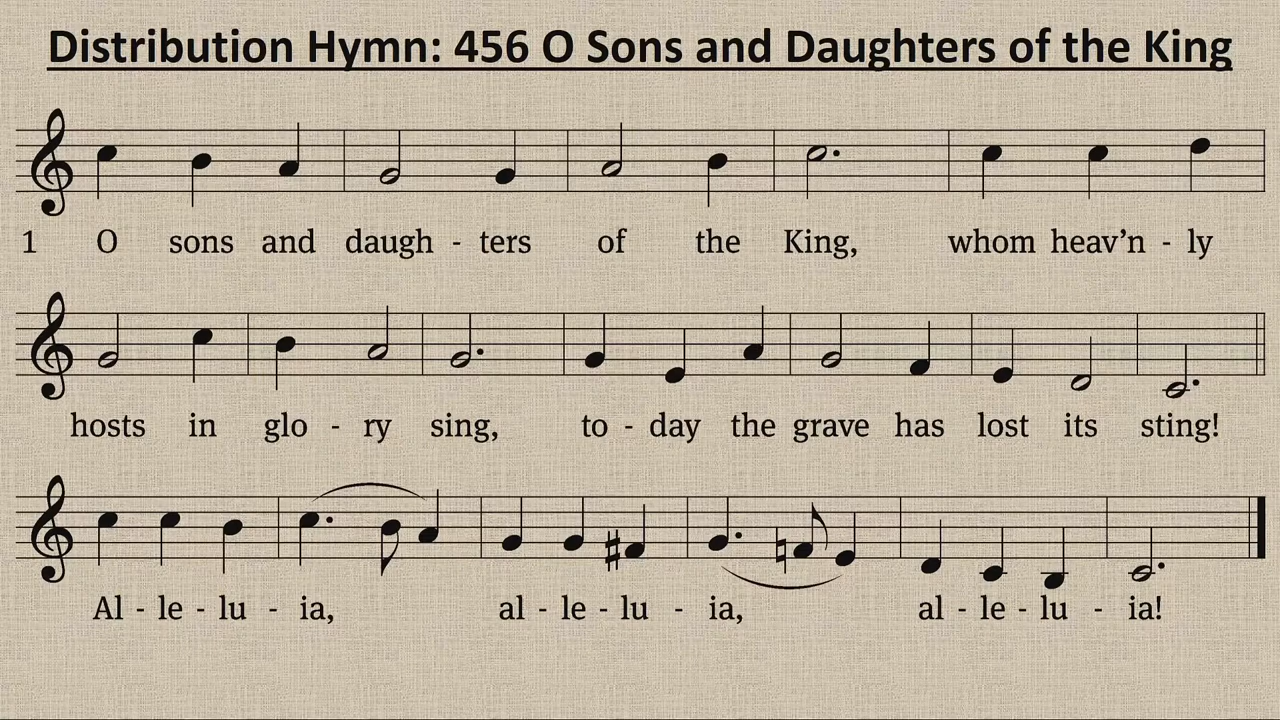 Distribution Hymn: 456 O Sons and Daughters of the King
1 O sons and daugh - ters of the King, whom heav’n - ly
hosts in glo - ry sing, to - day the grave has lost its sting!
Al - le - lu - ia, al - le - lu - ia, al - le - lu - ia!